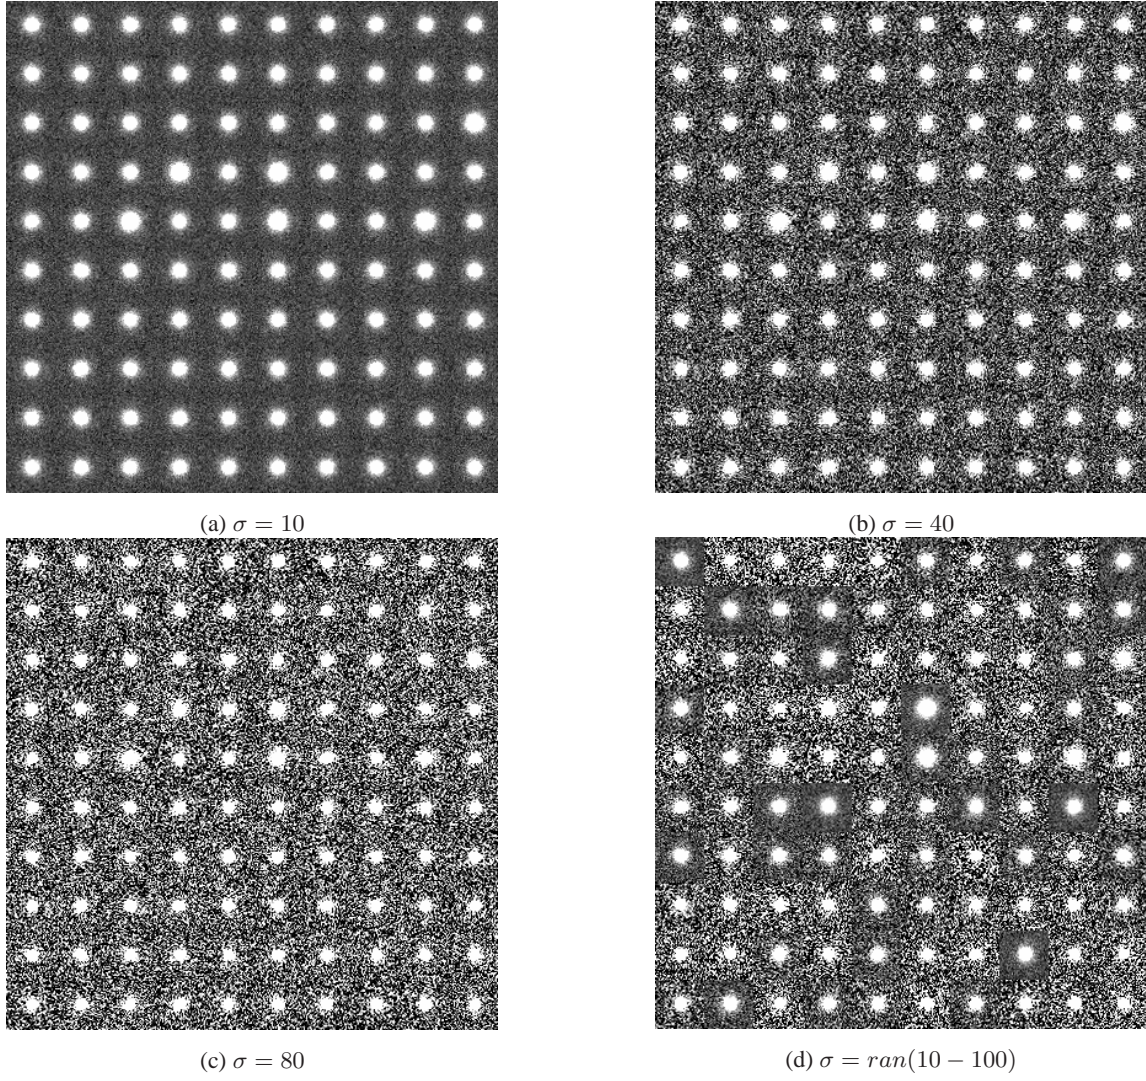 (a) σ = 10
(b) σ = 40
(c) σ = 80
(d) σ = ran(10 − 100)